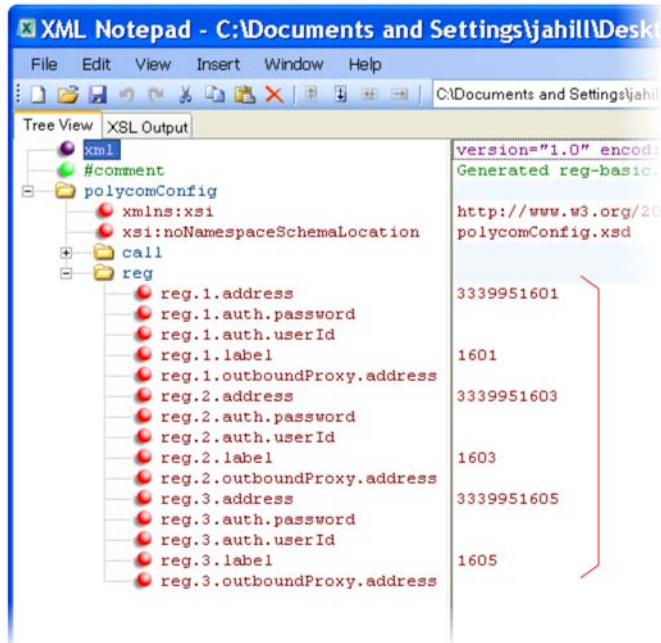 XML Notepad - C:\Documents and Settings\jahill\Deskt
File Edit View Insert Window Help
C:\Documents and Settings\jahill
Tree View XSL Output
xml version="1.0" encodi
#comment Generated reg-basic.
polycomConfig
xmlns:xsi http://www.w3.org/20
xsi:noNamespaceSchemaLocation polycomConfig.xsd
call
reg
reg.1.address 3339951601
reg.1.auth.password
reg.1.auth.userId
reg.1.label 1601
reg.1.outboundProxy.address
reg.2.address 3339951603
reg.2.auth.password
reg.2.auth.userId
reg.2.label 1603
reg.2.outboundProxy.address
reg.3.address 3339951605
reg.3.auth.password
reg.3.auth.userId
reg.3.label 1605
reg.3.outboundProxy.address